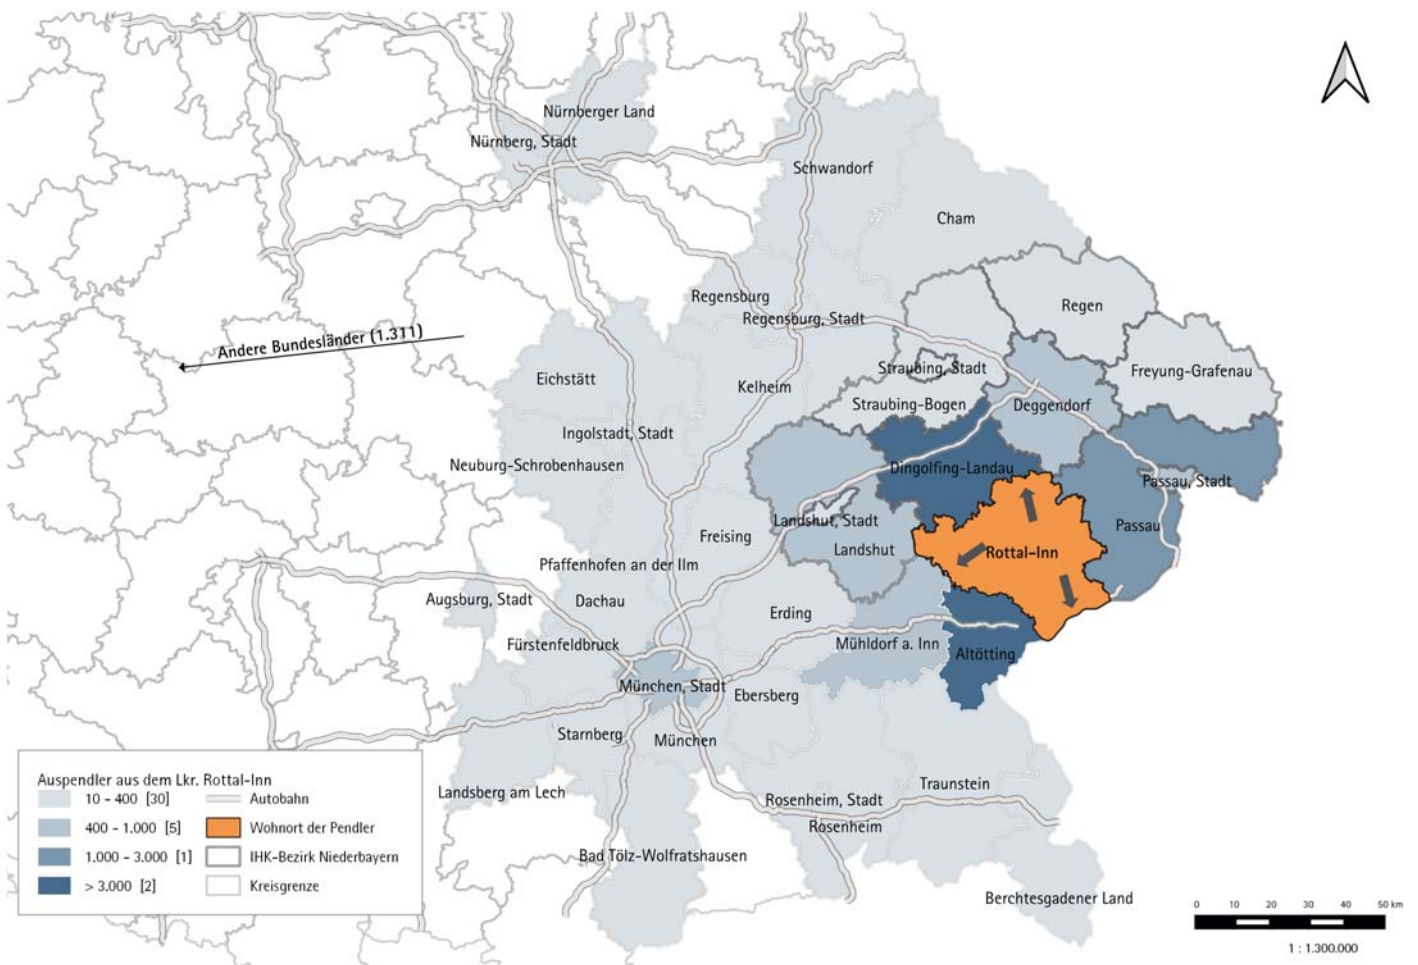 Nürnberger Land
Nürnberg, Stadt
Schwandorf
Cham
Regensburg
Regen
Regensburg, Stadt
Andere Bundesländer (1.311)
Straubing, Stadt
Freyung-Grafenau
Eichstätt
Kelheim
Straubing-Bogen
Deggendorf
Ingolstadt, Stadt
Neuburg-Schrobenhausen
Dingolfing-Landau
Passau, Stadt
Landshut, Stadt
Passau
Freising
Landshut
Rottal-Inn
Pfaffenhofen an der Ilm
Augsburg, Stadt
Dachau
Erding
Fürstenfeldbruck
Mühldorf a. Inn
Altötting
München, Stadt
Ebersberg
Starnberg
München
Landsberg am Lech
Traunstein
Rosenheim, Stadt
Rosenheim
Bad Tölz-Wolfratshausen
Berchtesgadener Land
Auspendler aus dem Lkr. Rottal-Inn
10 - 400 [30]
400 - 1.000 [5]
1.000 - 3.000 [1]
> 3.000 [2]
Autobahn
Wohnort der Pendler
IHK-Bezirk Niederbayern
Kreisgrenze
0 10 20 30 40 50 km
1 : 1.300.000